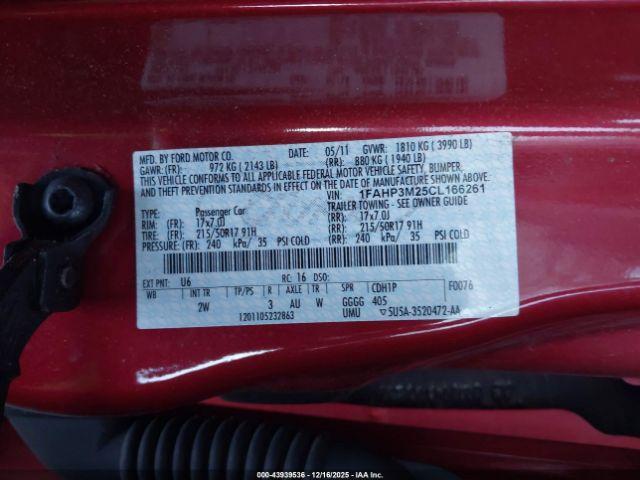 MFD. BY FORD MOTOR CO. DATE: 05/11 GVWR: 1810 KG ( 3990 LB)
GAWR: (FR): 972 KG ( 2143 LB) (RR): 880 KG ( 1940 LB)
THIS VEHICLE CONFORMS TO ALL APPLICABLE FEDERAL MOTOR VEHICLE SAFETY, BUMPER,
AND THEFT PREVENTION STANDARDS IN EFFECT ON THE DATE OF MANUFACTURE SHOWN ABOVE.
VIN: 1FAHP3M25CL166261
TYPE: Passenger Car TRAILER TOWING - SEE OWNER GUIDE
RIM: (FR): 17x7.0J (RR): 17x7.0J
TIRE: (FR): 215/50R17 91H (RR): 215/50R17 91H
PRESSURE: (FR): 240 kPa/ 35 PSI COLD (RR): 240 kPa/ 35 PSI COLD
EXT PNT: U6 RC: 16 DSO: F0076
WB INT TR TP/PS R AXLE TR SPR CDH1P
2W 3 AU W GGGG 405
1201105232863 UMU ▽5U5A-3520472-AA
000-43939536 - 12/16/2025 - IAA Inc.